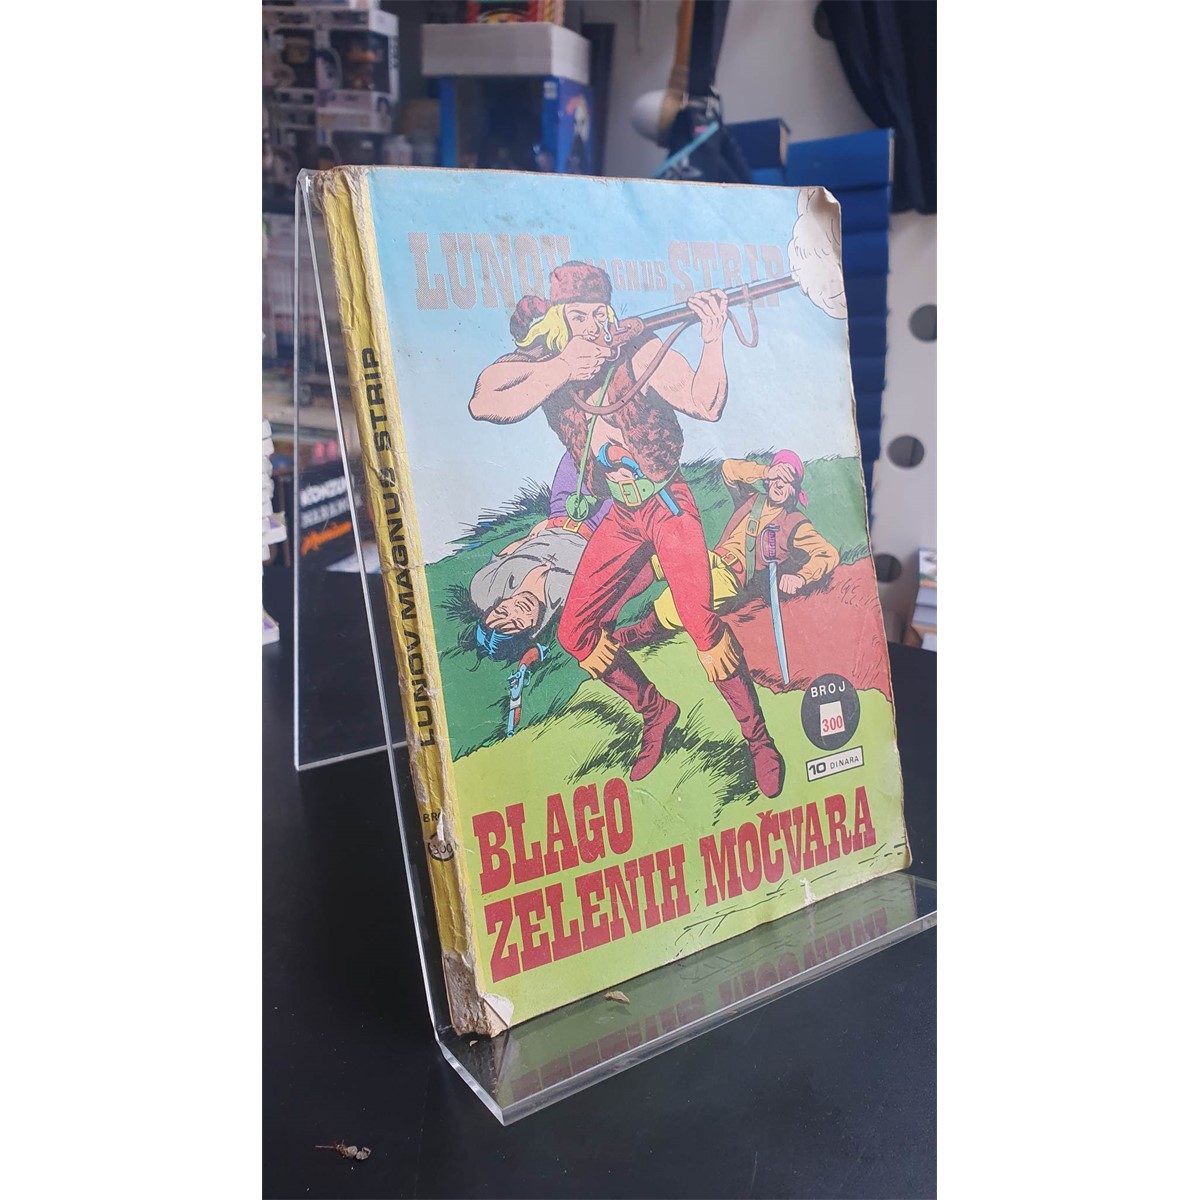 LUNOV MAGNUS STRIP
LUNOV MAGNUS STRIP
BROJ
300
10 DINARA
BLAGO
ZELENIH MOČVARA